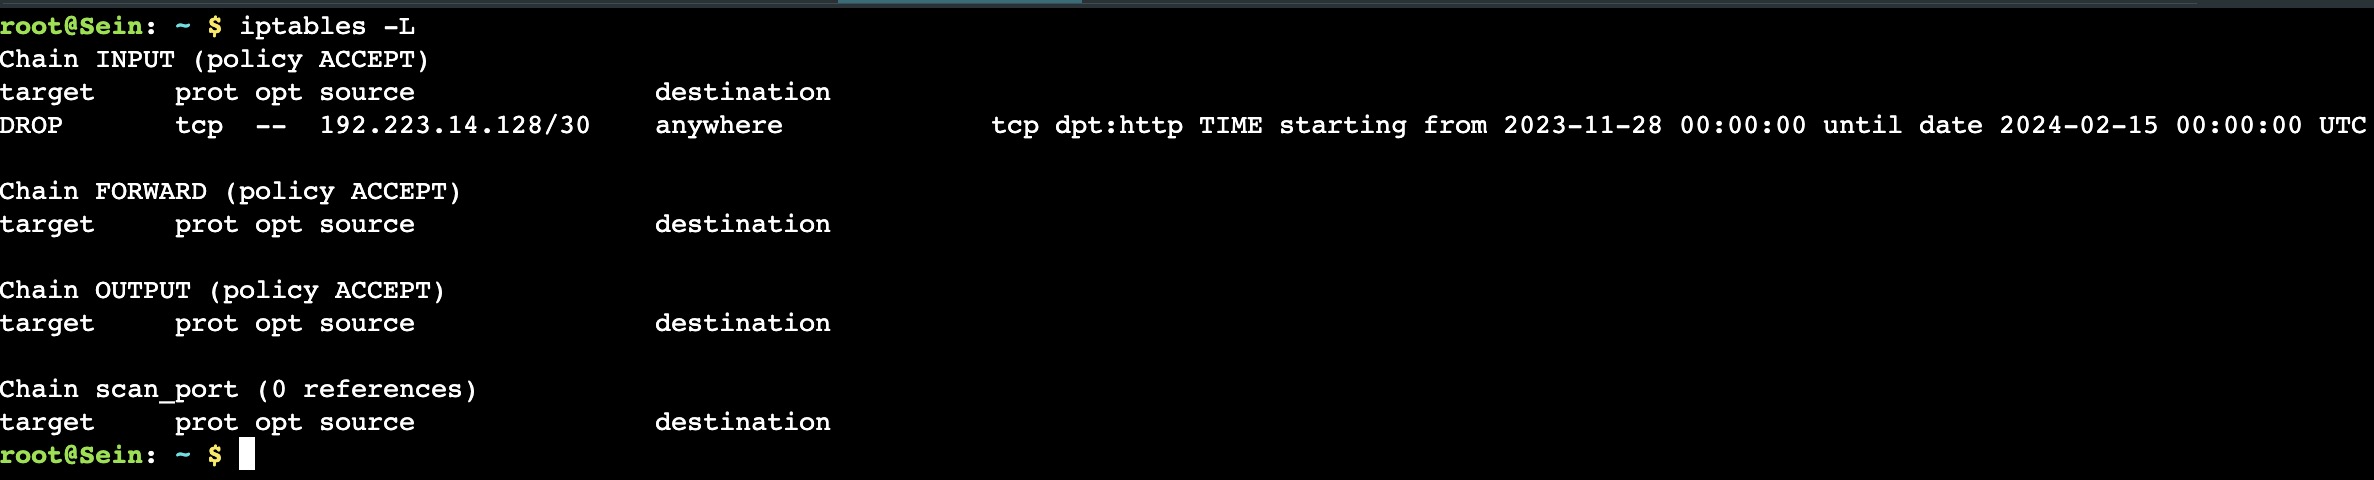 root@Sein: ~ $ iptables -L
Chain INPUT (policy ACCEPT)
target     prot opt source               destination
DROP       tcp  --  192.223.14.128/30    anywhere             tcp dpt:http TIME starting from 2023-11-28 00:00:00 until date 2024-02-15 00:00:00 UTC
Chain FORWARD (policy ACCEPT)
target     prot opt source               destination
Chain OUTPUT (policy ACCEPT)
target     prot opt source               destination
Chain scan_port (0 references)
target     prot opt source               destination
root@Sein: ~ $